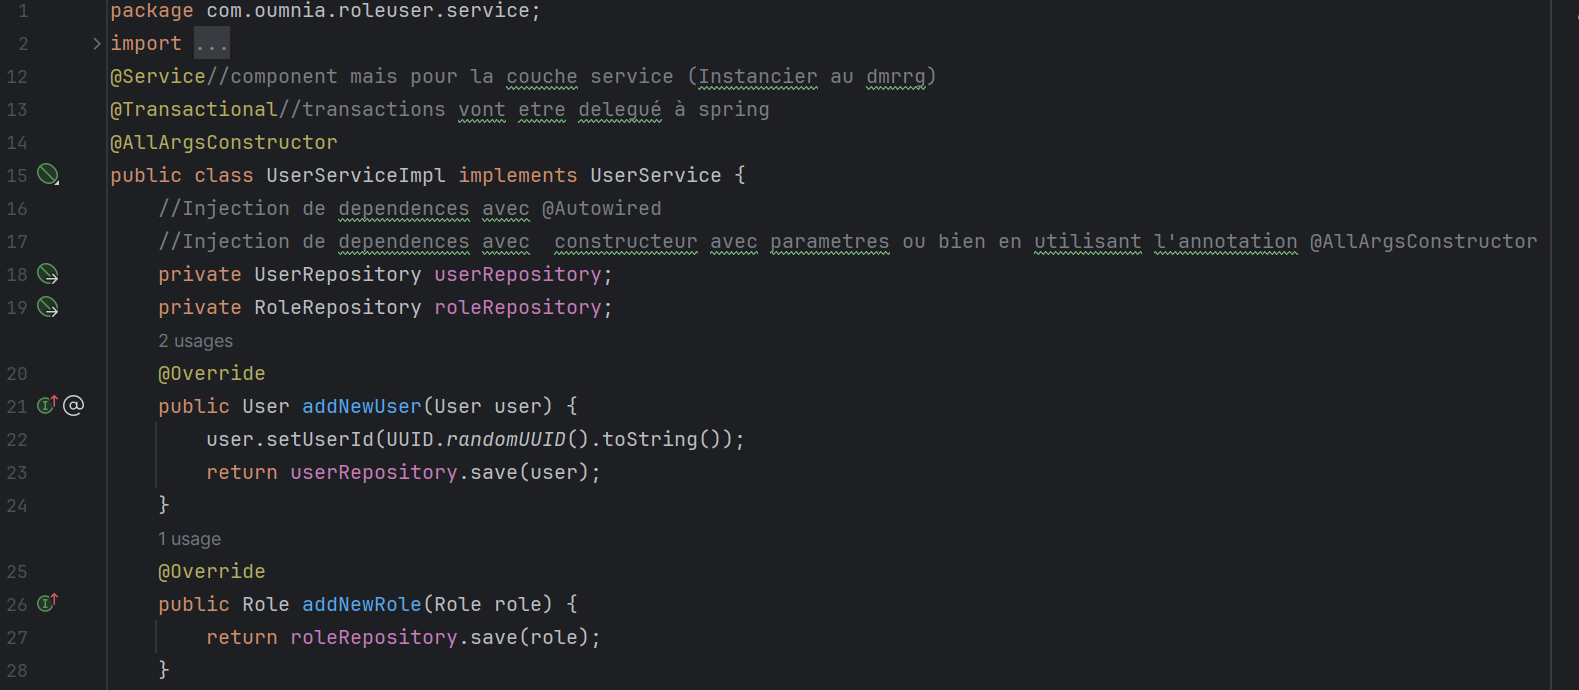 1 package com.oumnia.roleuser.service;
2 import ...
12 @Service//component mais pour la couche service (Instancier au dmrrg)
13 @Transactional//transactions vont etre delegué à spring
14 @AllArgsConstructor
15 public class UserServiceImpl implements UserService {
16 //Injection de dependences avec @Autowired
17 //Injection de dependences avec  constructeur avec parametres ou bien en utilisant l'annotation @AllArgsConstructor
18 private UserRepository userRepository;
19 private RoleRepository roleRepository;
2 usages
20 @Override
21 public User addNewUser(User user) {
22 user.setUserId(UUID.randomUUID().toString());
23 return userRepository.save(user);
24 }
1 usage
25 @Override
26 public Role addNewRole(Role role) {
27 return roleRepository.save(role);
28 }